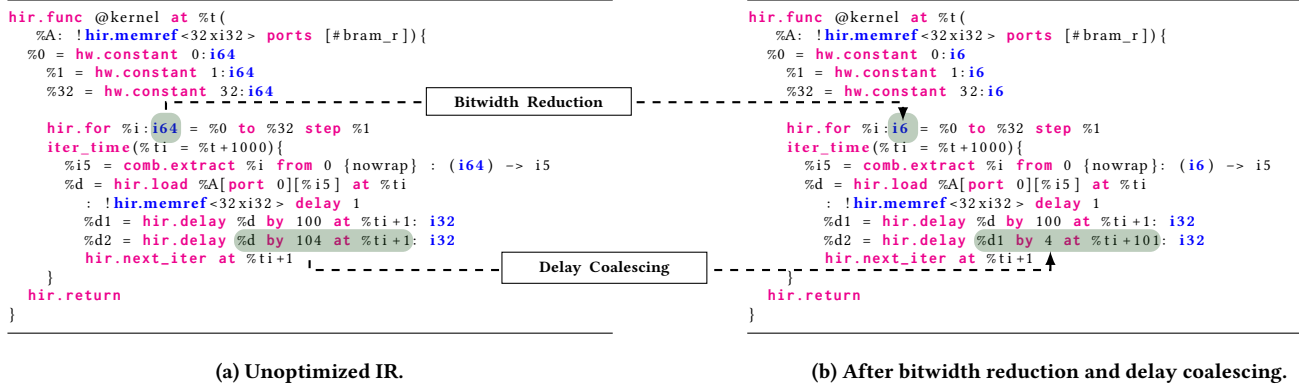 hir.func @kernel at %t(
%A: !hir.memref<32xi32> ports [#bram_r]){
%0 = hw.constant 0:i64
%1 = hw.constant 1:i64
%32 = hw.constant 32:i64
hir.for %i:i64 = %0 to %32 step %1
iter_time(%ti = %t+1000){
%i5 = comb.extract %i from 0 {nowrap} : (i64) -> i5
%d = hir.load %A[port 0][%i5] at %ti
: !hir.memref<32xi32> delay 1
%d1 = hir.delay %d by 100 at %ti+1: i32
%d2 = hir.delay %d by 104 at %ti+1: i32
hir.next_iter at %ti+1
}
hir.return
}
(a) Unoptimized IR.
Bitwidth Reduction
Delay Coalescing
hir.func @kernel at %t(
%A: !hir.memref<32xi32> ports [#bram_r]){
%0 = hw.constant 0:i6
%1 = hw.constant 1:i6
%32 = hw.constant 32:i6
hir.for %i:i6 = %0 to %32 step %1
iter_time(%ti = %t+1000){
%i5 = comb.extract %i from 0 {nowrap}: (i6) -> i5
%d = hir.load %A[port 0][%i5] at %ti
: !hir.memref<32xi32> delay 1
%d1 = hir.delay %d by 100 at %ti+1: i32
%d2 = hir.delay %d1 by 4 at %ti+101: i32
hir.next_iter at %ti+1
}
hir.return
}
(b) After bitwidth reduction and delay coalescing.